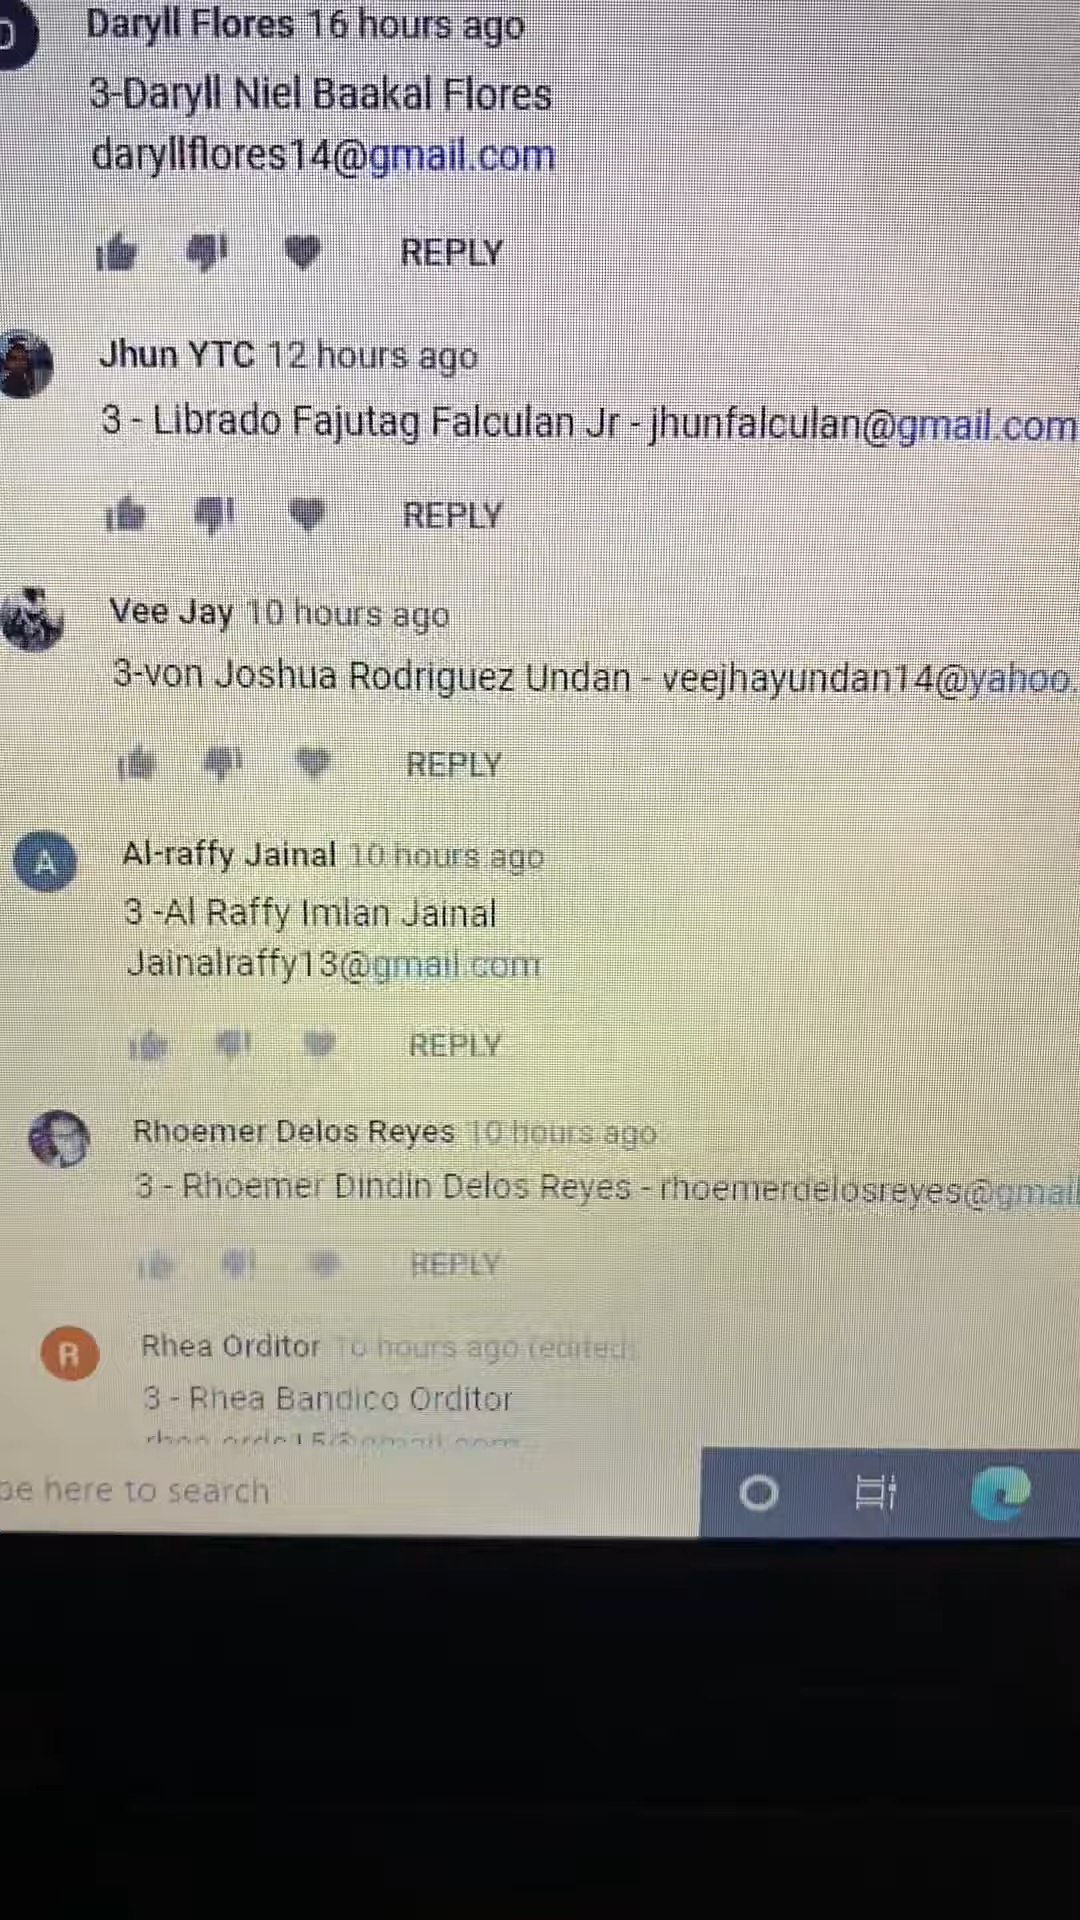 D
Daryll Flores 16 hours ago
3-Daryll Niel Baakal Flores
daryllflores14@gmail.com
REPLY
Jhun YTC 12 hours ago
3 - Librado Fajutag Falculan Jr - jhunfalculan@gmail.com
REPLY
Vee Jay 10 hours ago
3-von Joshua Rodriguez Undan - veejhayundan14@yahoo.
REPLY
A
Al-raffy Jainal 10 hours ago
3 -Al Raffy Imlan Jainal
Jainalraffy13@gmail.com
REPLY
Rhoemer Delos Reyes 10 hours ago
3 - Rhoemer Dindin Delos Reyes - rhoemerdelosreyes@gmail
REPLY
R
Rhea Orditor hours ago (edited)
3 - Rhea Bandico Orditor
pe here to search